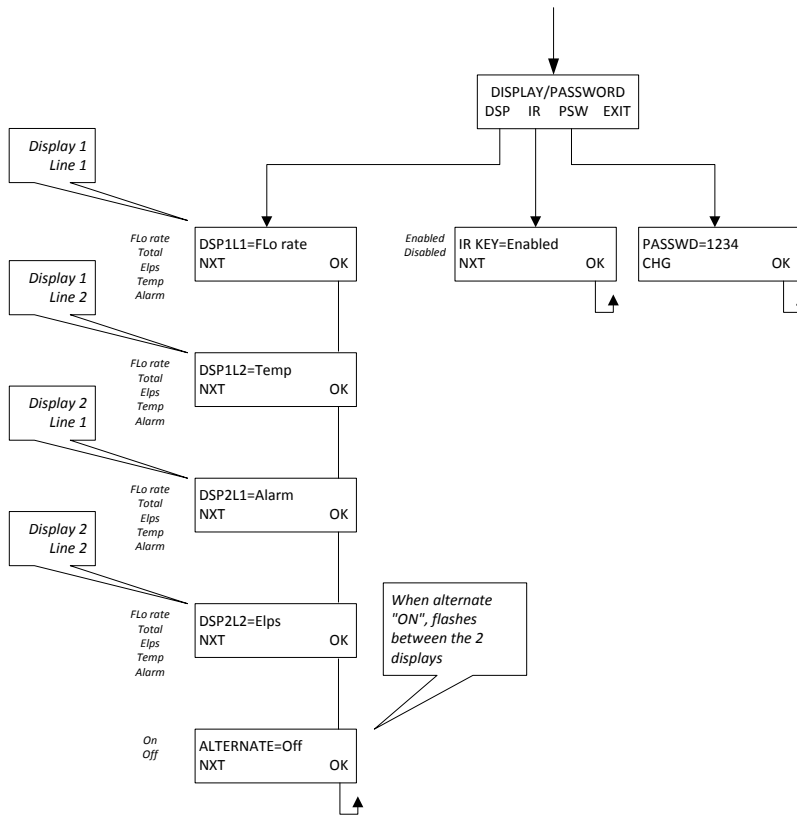 DISPLAY/PASSWORD
DSP IR PSW EXIT
Display 1
Line 1
FLo rate
Total
Elps
Temp
Alarm
DSP1L1=FLo rate
NXT OK
Enabled
Disabled
IR KEY=Enabled
NXT OK
PASSWD=1234
CHG OK
Display 1
Line 2
FLo rate
Total
Elps
Temp
Alarm
DSP1L2=Temp
NXT OK
Display 2
Line 1
FLo rate
Total
Elps
Temp
Alarm
DSP2L1=Alarm
NXT OK
Display 2
Line 2
FLo rate
Total
Elps
Temp
Alarm
DSP2L2=Elps
NXT OK
When alternate
"ON", flashes
between the 2
displays
On
Off
ALTERNATE=Off
NXT OK